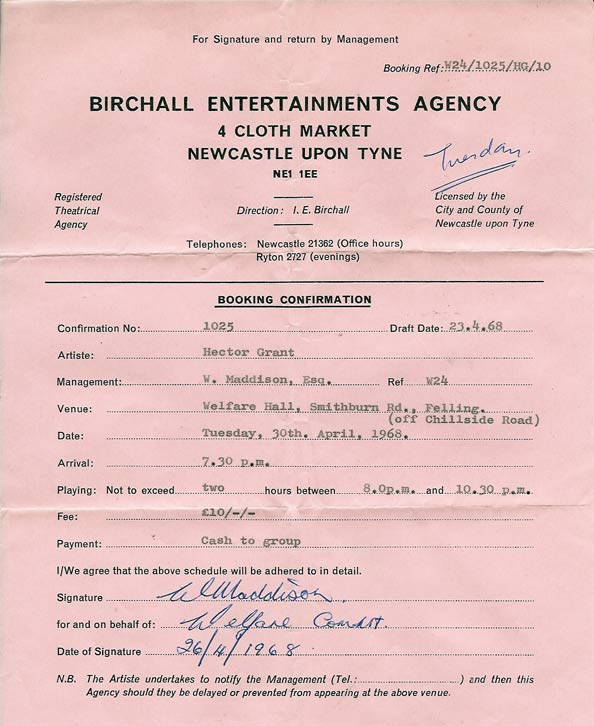 For Signature and return by Management
Booking Ref: W24/1025/HG/10
BIRCHALL ENTERTAINMENTS AGENCY
4 CLOTH MARKET
NEWCASTLE UPON TYNE
NE1 1EE
Tuesday.
Registered Theatrical Agency
Direction: I. E. Birchall
Licensed by the City and County of Newcastle upon Tyne
Telephones: Newcastle 21362 (Office hours)
Ryton 2727 (evenings)
BOOKING CONFIRMATION
Confirmation No: 1025 Draft Date: 23.4.68
Artiste: Hector Grant
Management: W. Maddison, Esq. Ref W24
Venue: Welfare Hall, Smithburn Rd., Felling.
(off Chillside Road)
Date: Tuesday, 30th. April, 1968.
Arrival: 7.30 p.m.
Playing: Not to exceed two hours between 8.0p.m. and 10.30 p.m.
Fee: £10/-/-
Payment: Cash to group
I/We agree that the above schedule will be adhered to in detail.
Signature W Maddison.
for and on behalf of: Welfare Commt.
Date of Signature 26/4/1968.
N.B. The Artiste undertakes to notify the Management (Tel.: ) and then this
Agency should they be delayed or prevented from appearing at the above venue.